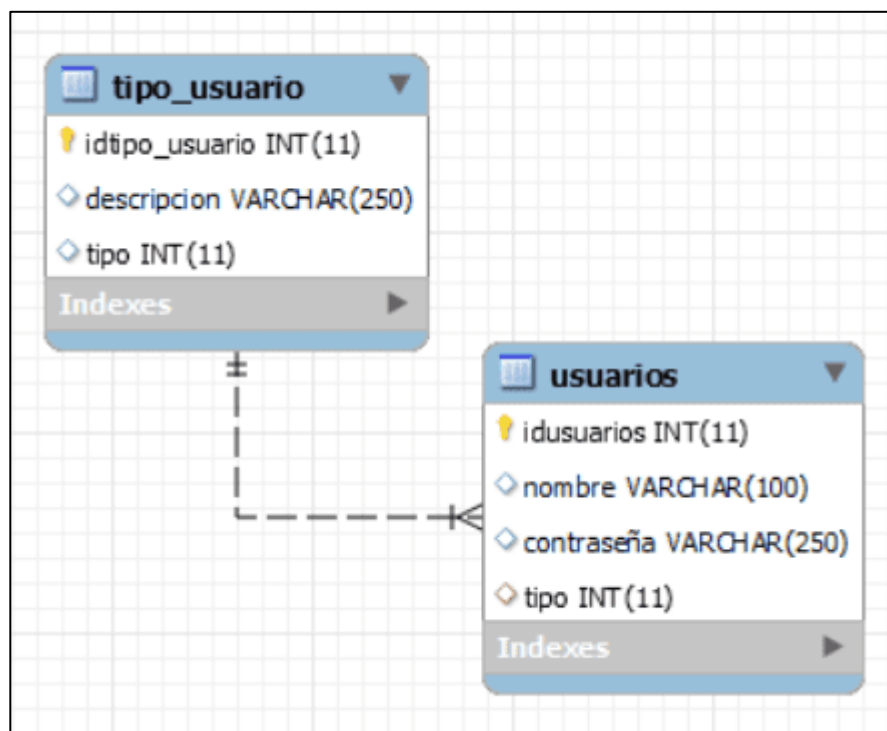 tipo_usuario
idtipo_usuario INT(11)
descripcion VARCHAR(250)
tipo INT(11)
Indexes
usuarios
idusuarios INT(11)
nombre VARCHAR(100)
contraseña VARCHAR(250)
tipo INT(11)
Indexes